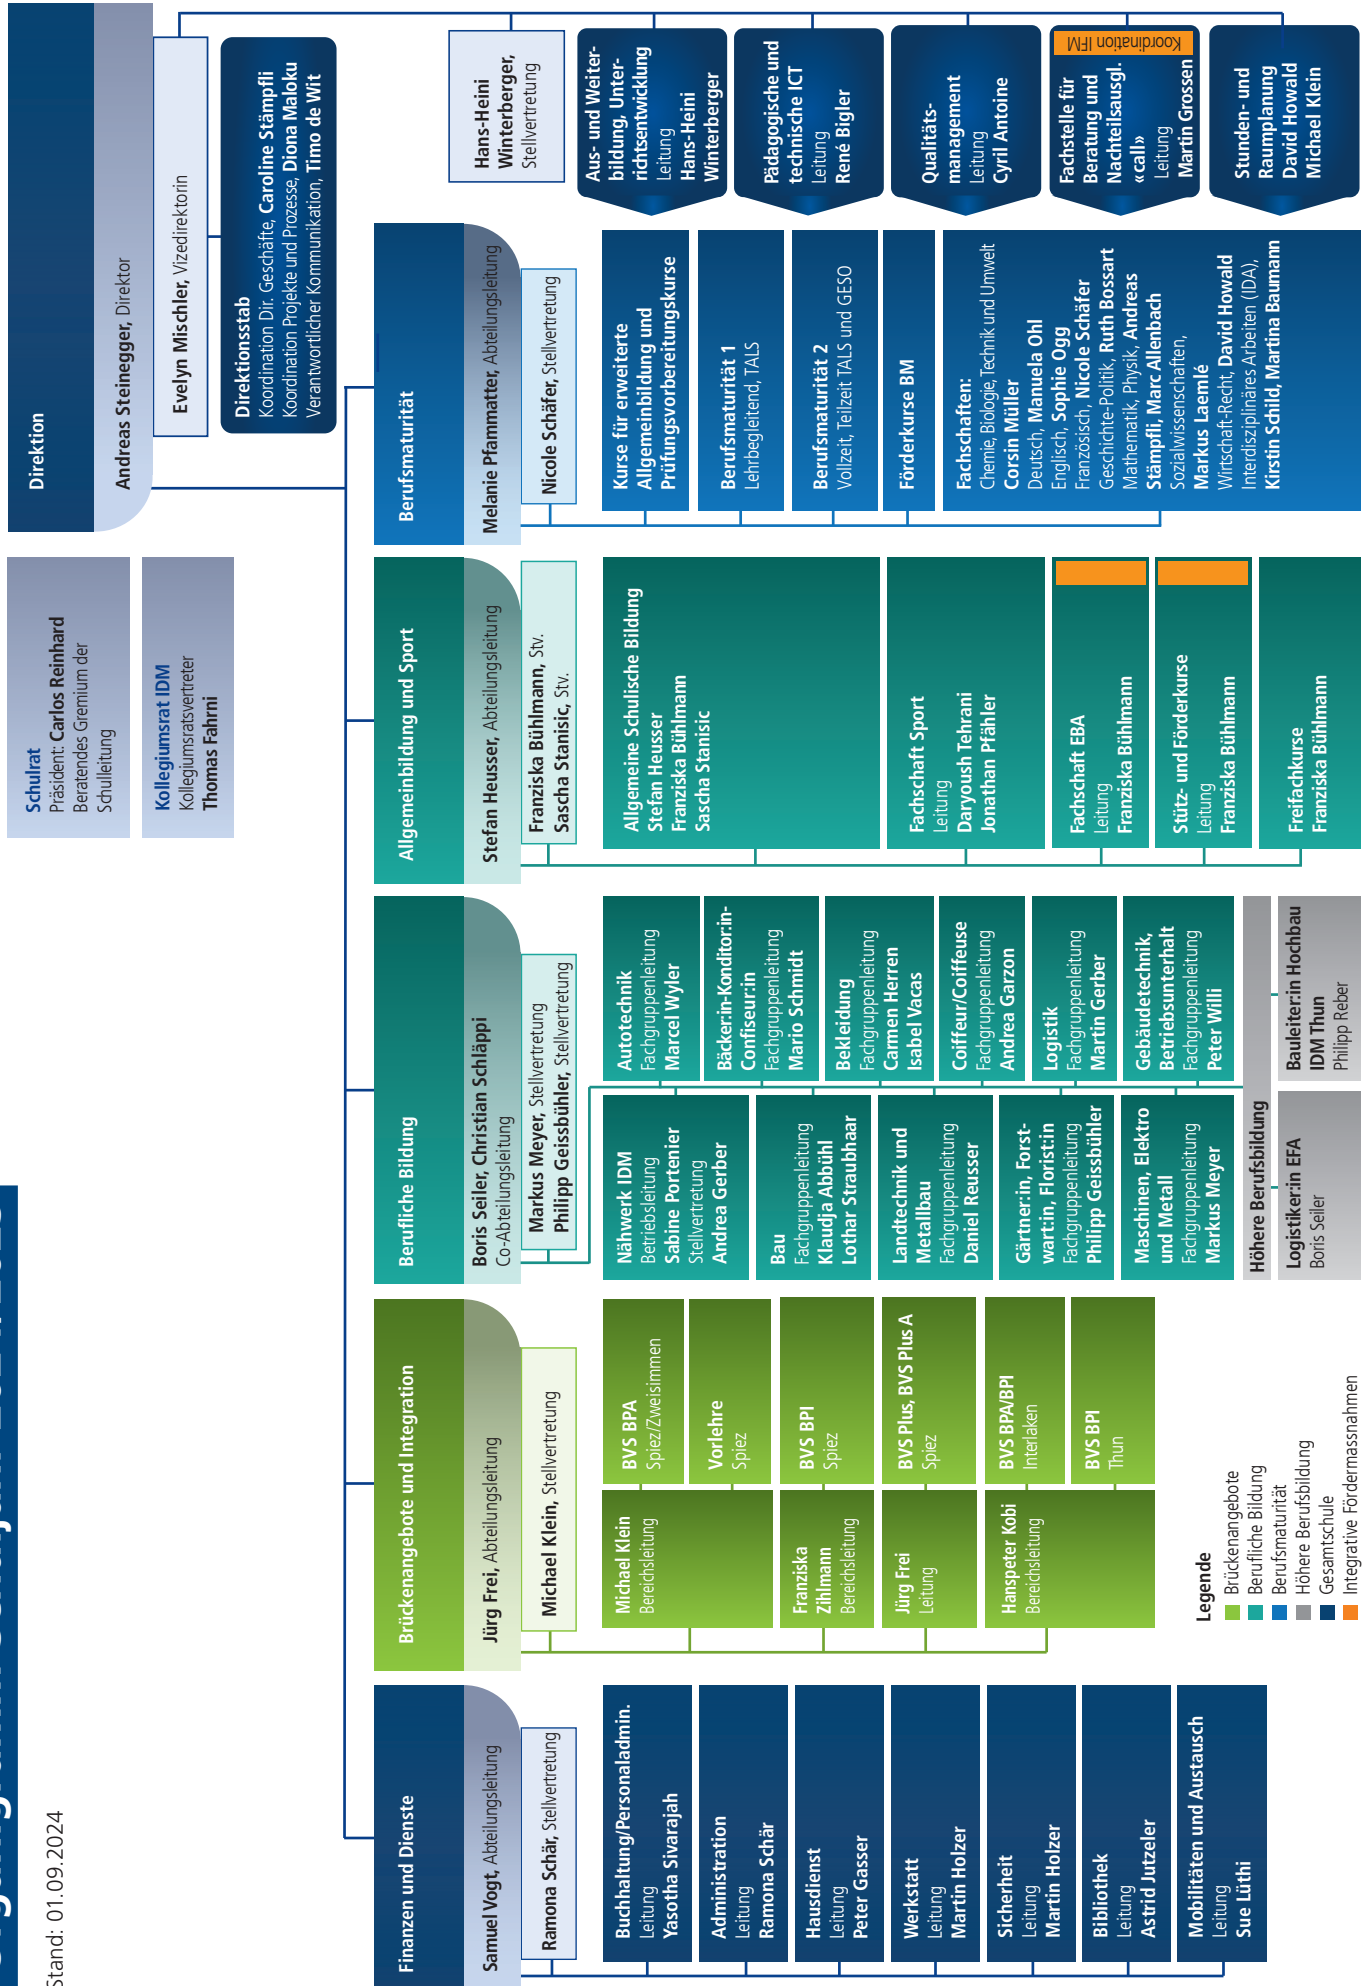 Stand: 01.09.2024
Schulrat
Präsident: Carlos Reinhard
Beratendes Gremium der
Schulleitung
Kollegiumsrat IDM
Kollegiumsratsvertreter
Thomas Fahrni
Direktion
Andreas Steinegger, Direktor
Evelyn Mischler, Vizedirektorin
Direktionsstab
Koordination Dir. Geschäfte, Caroline Stämpfli
Koordination Projekte und Prozesse, Diona Maloku
Verantwortlicher Kommunikation, Timo de Wit
Finanzen und Dienste
Samuel Vogt, Abteilungsleitung
Ramona Schär, Stellvertretung
Buchhaltung/Personaladmin.
Leitung
Yasotha Sivarajah
Administration
Leitung
Ramona Schär
Hausdienst
Leitung
Peter Gasser
Werkstatt
Leitung
Martin Holzer
Sicherheit
Leitung
Martin Holzer
Bibliothek
Leitung
Astrid Jutzeler
Mobilitäten und Austausch
Leitung
Sue Lüthi
Brückenangebote und Integration
Jürg Frei, Abteilungsleitung
Michael Klein, Stellvertretung
Michael Klein
Bereichsleitung
BVS BPA
Spiez/Zweisimmen
Vorlehre
Spiez
Franziska
Zihlmann
Bereichsleitung
BVS BPI
Spiez
Jürg Frei
Leitung
BVS Plus, BVS Plus A
Spiez
Hanspeter Kobi
Bereichsleitung
BVS BPA/BPI
Interlaken
BVS BPI
Thun
Legende
Brückenangebote
Berufliche Bildung
Berufsmaturität
Höhere Berufsbildung
Gesamtschule
Integrative Fördermassnahmen
Berufliche Bildung
Boris Seiler, Christian Schläppi
Co-Abteilungsleitung
Markus Meyer, Stellvertretung
Philipp Geissbühler, Stellvertretung
Nähwerk IDM
Betriebsleitung
Sabine Portenier
Stellvertretung
Andrea Gerber
Bau
Fachgruppenleitung
Klaudja Abbühl
Lothar Straubhaar
Landtechnik und
Metallbau
Fachgruppenleitung
Daniel Reusser
Gärtner:in, Forst-
wart:in, Florist:in
Fachgruppenleitung
Philipp Geissbühler
Maschinen, Elektro
und Metall
Fachgruppenleitung
Markus Meyer
Autotechnik
Fachgruppenleitung
Marcel Wyler
Bäcker:in-Konditor:in-
Confiseur:in
Fachgruppenleitung
Mario Schmidt
Bekleidung
Fachgruppenleitung
Carmen Herren
Isabel Vacas
Coiffeur/Coiffeuse
Fachgruppenleitung
Andrea Garzon
Logistik
Fachgruppenleitung
Martin Gerber
Gebäudetechnik,
Betriebsunterhalt
Fachgruppenleitung
Peter Willi
Höhere Berufsbildung
Logistiker:in EFA
Boris Seiler
Bauleiter:in Hochbau
IDM Thun
Philipp Reber
Allgemeinbildung und Sport
Stefan Heusser, Abteilungsleitung
Franziska Bühlmann, Stv.
Sascha Stanisic, Stv.
Allgemeine Schulische Bildung
Stefan Heusser
Franziska Bühlmann
Sascha Stanisic
Fachschaft Sport
Leitung
Daryoush Tehrani
Jonathan Pfähler
Fachschaft EBA
Leitung
Franziska Bühlmann
Stütz- und Förderkurse
Leitung
Franziska Bühlmann
Freifachkurse
Franziska Bühlmann
Berufsmaturität
Melanie Pfammatter, Abteilungsleitung
Nicole Schäfer, Stellvertretung
Kurse für erweiterte
Allgemeinbildung und
Prüfungsvorbereitungskurse
Berufsmaturität 1
Lehrbegleitend, TALS
Berufsmaturität 2
Vollzeit, Teilzeit TALS und GESO
Förderkurse BM
Fachschaften:
Chemie, Biologie, Technik und Umwelt
Corsin Müller
Deutsch, Manuela Ohl
Englisch, Sophie Ogg
Französisch, Nicole Schäfer
Geschichte-Politik, Ruth Bossart
Mathematik, Physik, Andreas
Stämpfli, Marc Allenbach
Sozialwissenschaften,
Markus Laemlé
Wirtschaft-Recht, David Howald
Interdisziplinäres Arbeiten (IDA),
Kirstin Schild, Martina Baumann
Hans-Heini
Winterberger,
Stellvertretung
Aus- und Weiter-
bildung, Unter-
richtsentwicklung
Leitung
Hans-Heini
Winterberger
Pädagogische und
technische ICT
Leitung
René Bigler
Qualitäts-
management
Leitung
Cyril Antoine
Fachstelle für
Beratung und
Nachteilsausgl.
«call»
Leitung
Martin Grossen
Koordination IFM
Stunden- und
Raumplanung
David Howald
Michael Klein